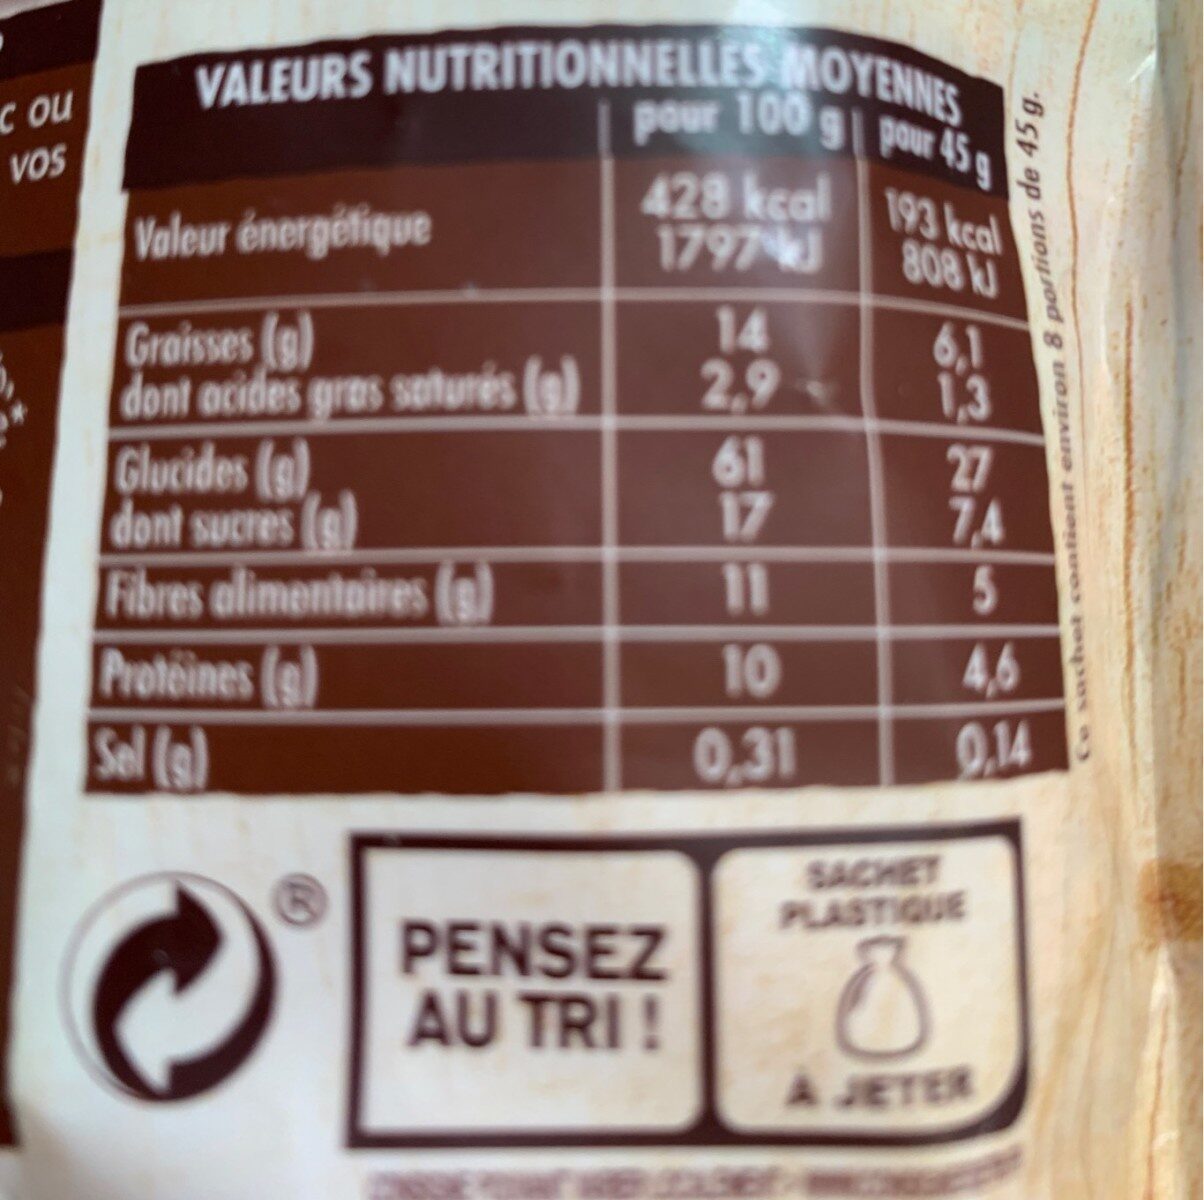 C OU
VOS
VALEURS NUTRITIONNELLES MOYENNES
pour 100 g pour 45 g
Valeur énergétique 428 kcal 193 kcal
1797 kJ 808 kJ
Graisses (g) 14 6,1
dont acides gras saturés (g) 2,9 1,3
Glucides (g) 61 27
dont sucres (g) 17 7,4
Fibres alimentaires (g) 11 5
Protéines (g) 10 4,6
Sel (g) 0,31 0,14
Ce sachet contient environ 8 portions de 45 g.
®
PENSEZ
AU TRI !
SACHET
PLASTIQUE
À JETER